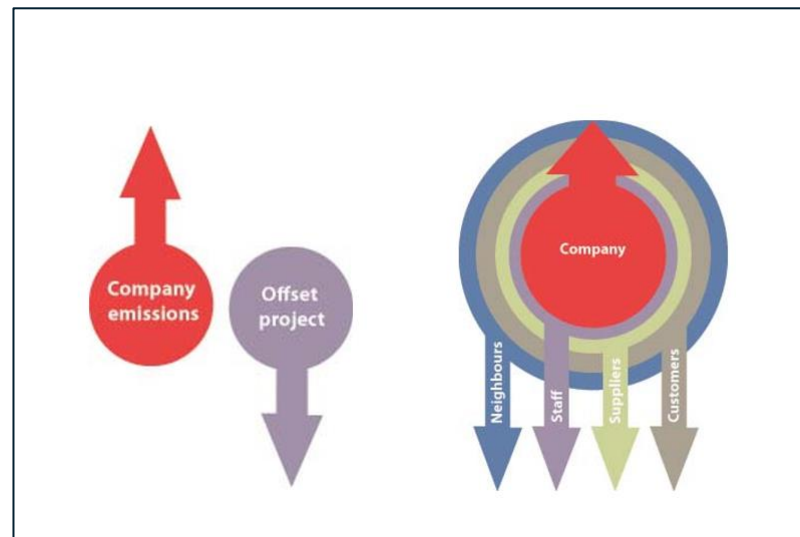 Company
emissions
Offset
project
Company
Neighbours
Staff
Suppliers
Customers